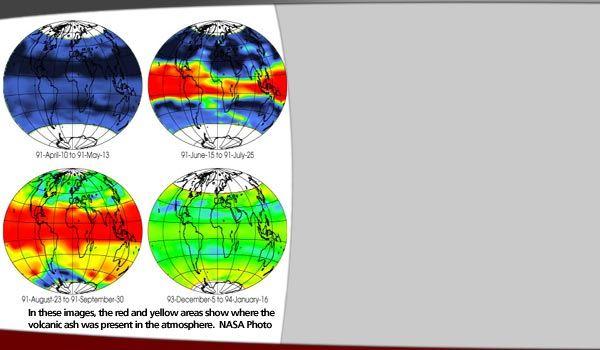 91-April-10 to 91-May-13
91-June-15 to 91-July-25
91-August-23 to 91-September-30
93-December-5 to 94-January-16
In these images, the red and yellow areas show where the
volcanic ash was present in the atmosphere. NASA Photo